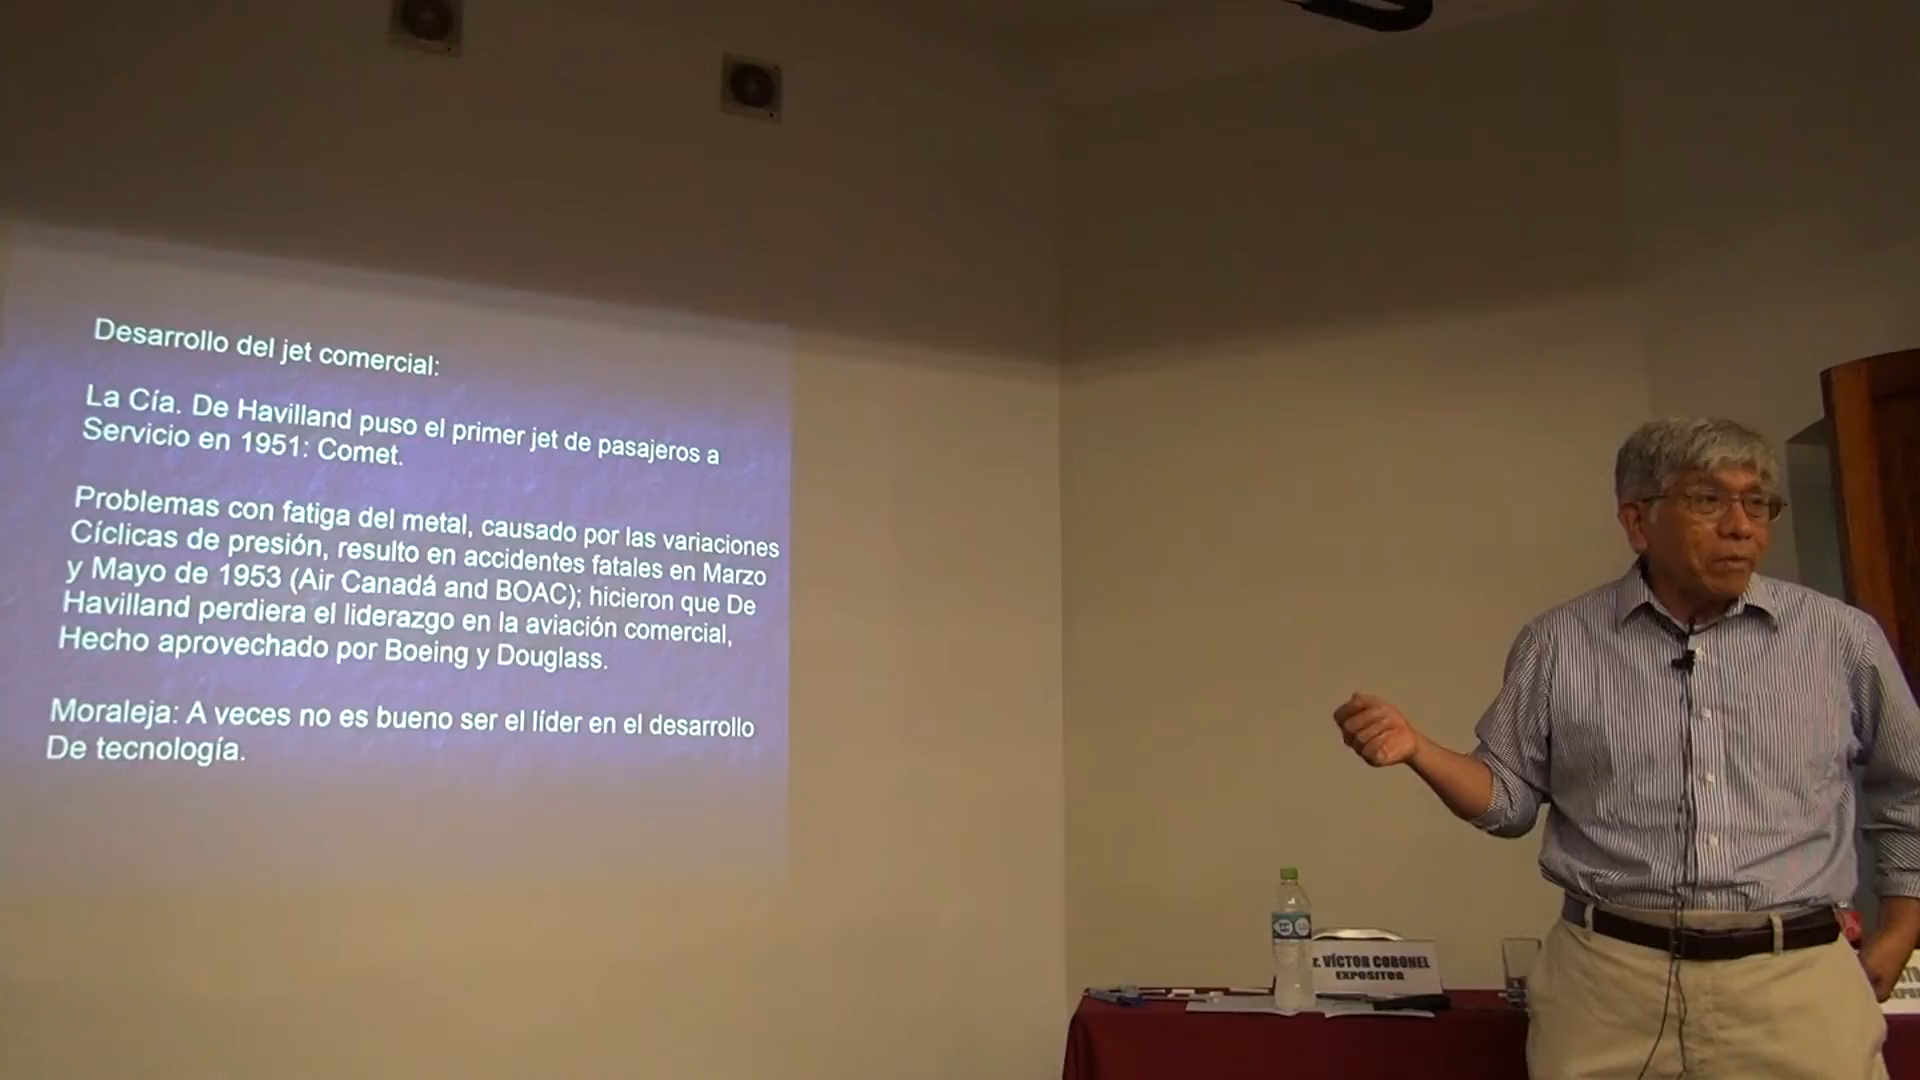 Desarrollo del jet comercial:
La Cía. De Havilland puso el primer jet de pasajeros a
Servicio en 1951: Comet.
Problemas con fatiga del metal, causado por las variaciones
Cíclicas de presión, resulto en accidentes fatales en Marzo
y Mayo de 1953 (Air Canadá and BOAC); hicieron que De
Havilland perdiera el liderazgo en la aviación comercial,
Hecho aprovechado por Boeing y Douglass.
Moraleja: A veces no es bueno ser el líder en el desarrollo
De tecnología.
VÍCTOR CORONEL
EXPOSITOR